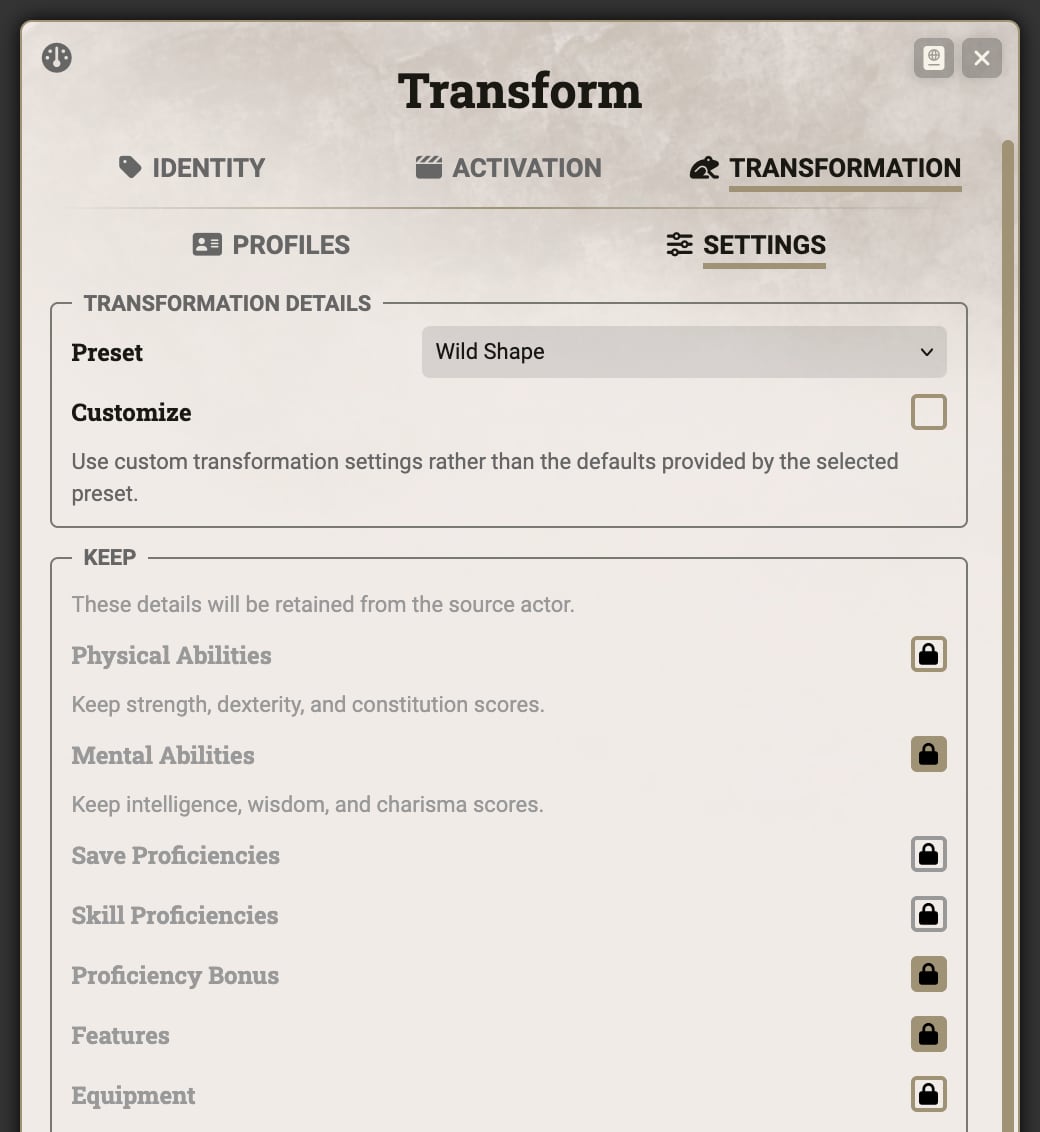 Transform
IDENTITY
ACTIVATION
TRANSFORMATION
PROFILES
SETTINGS
TRANSFORMATION DETAILS
Preset
Wild Shape
Customize
Use custom transformation settings rather than the defaults provided by the selected
preset.
KEEP
These details will be retained from the source actor.
Physical Abilities
Keep strength, dexterity, and constitution scores.
Mental Abilities
Keep intelligence, wisdom, and charisma scores.
Save Proficiencies
Skill Proficiencies
Proficiency Bonus
Features
Equipment